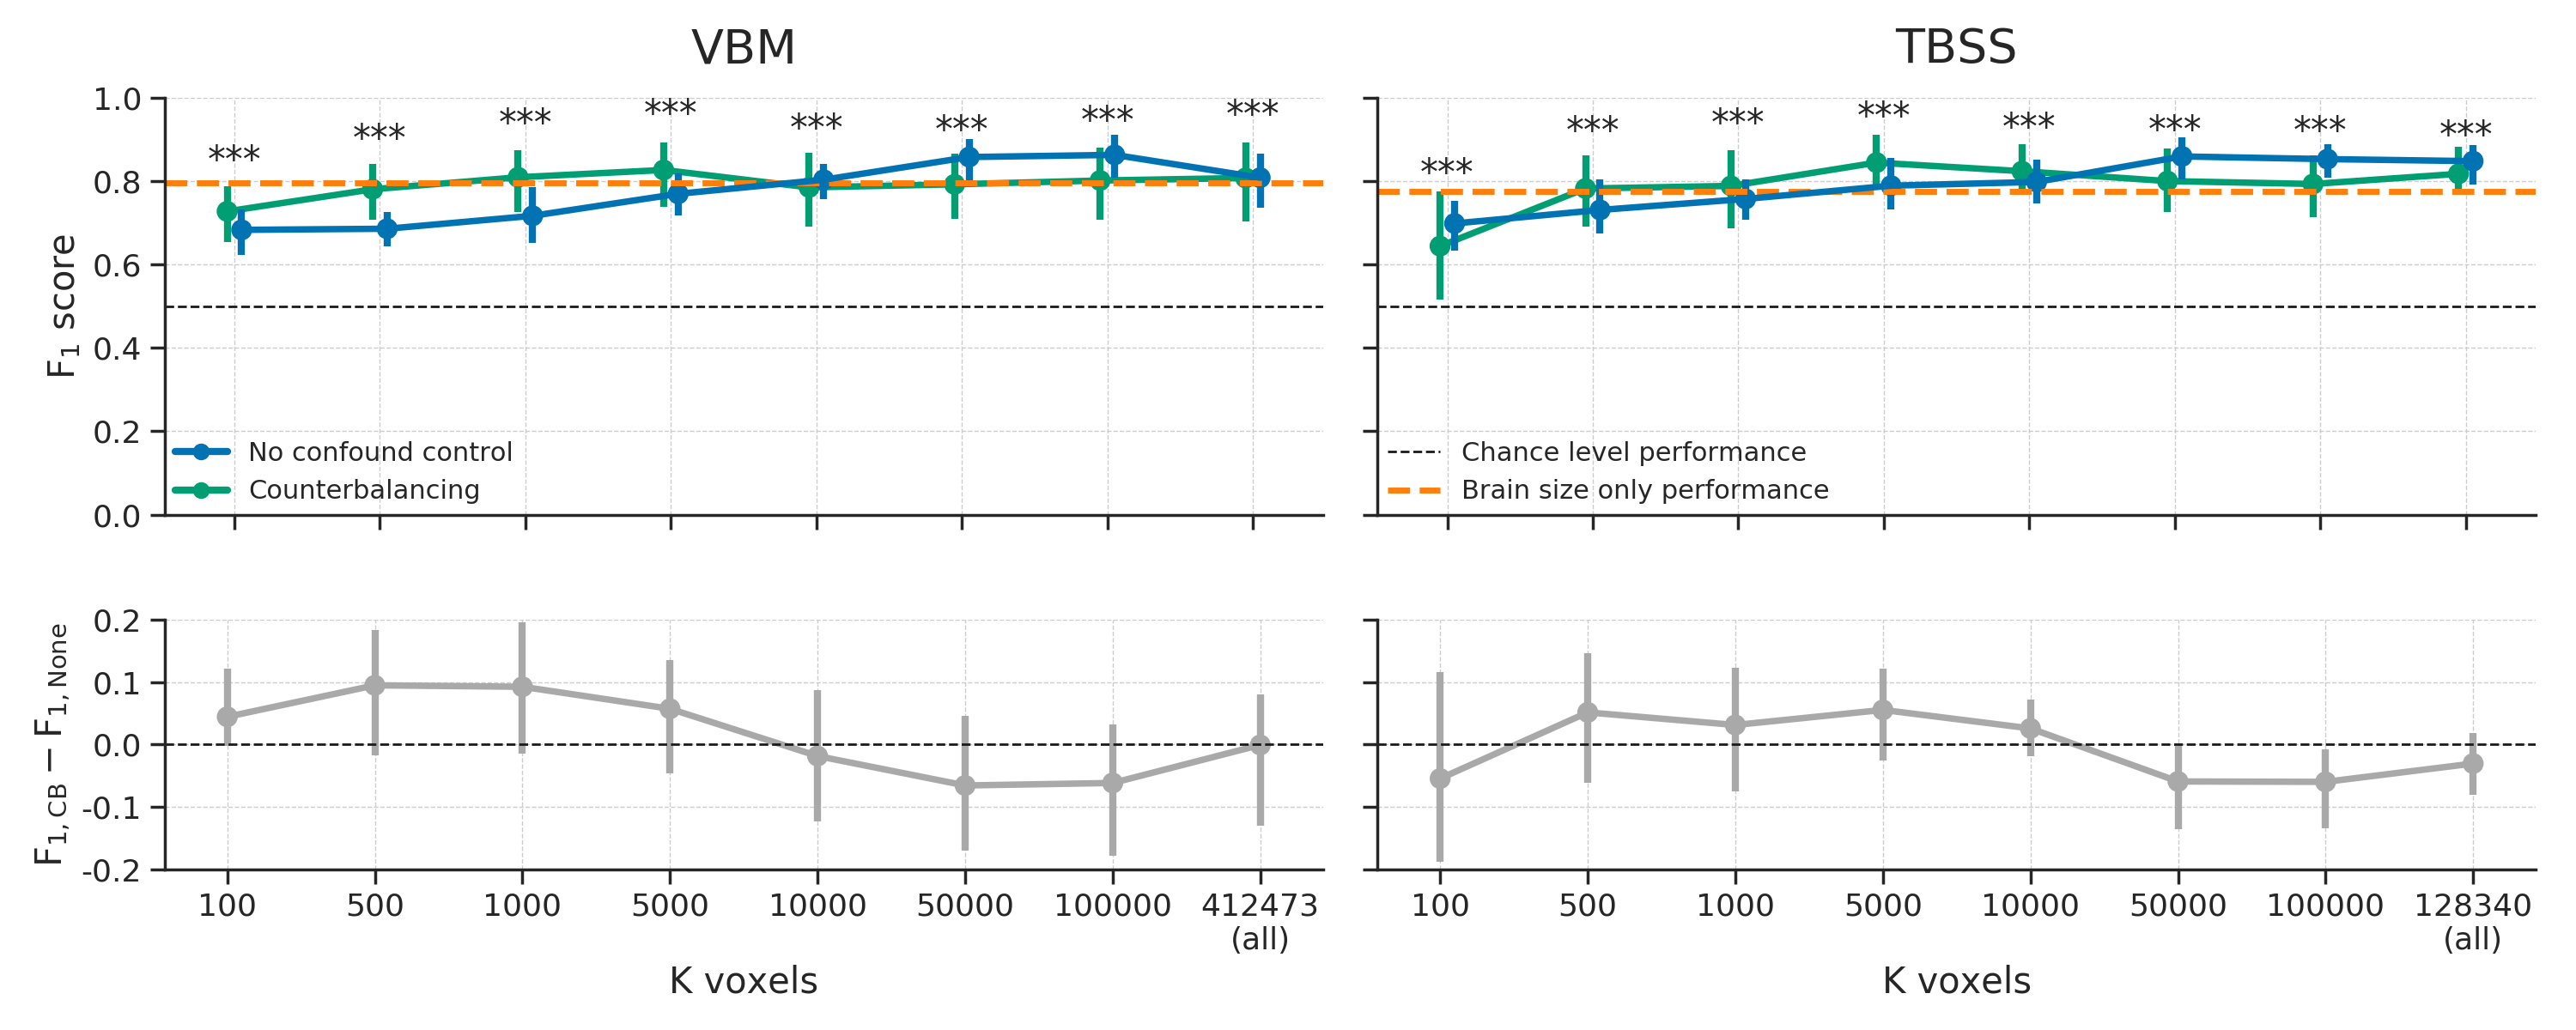 VBM
TBSS
1.0
0.8
0.6
0.4
0.2
0.0
F1 score
*** *** *** *** *** *** *** ***
*** *** *** *** *** *** *** ***
No confound control
Counterbalancing
Chance level performance
Brain size only performance
0.2
0.1
0.0
-0.1
-0.2
F1, CB − F1, None
100 500 1000 5000 10000 50000 100000 412473
(all)
K voxels
100 500 1000 5000 10000 50000 100000 128340
(all)
K voxels